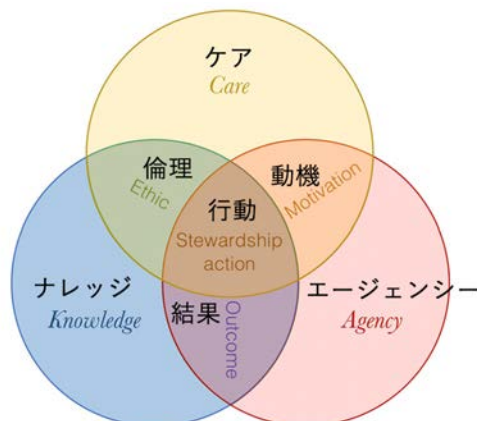 ケア
Care
倫理
Ethic
動機
Motivation
行動
Stewardship
action
ナレッジ
Knowledge
結果
Outcome
エージェンシー
Agency